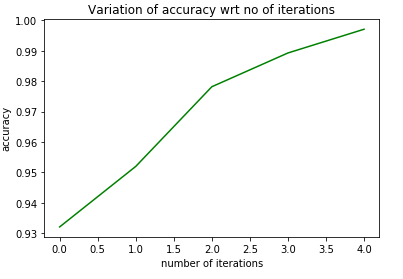 Variation of accuracy wrt no of iterations
1.00
0.99
0.98
0.97
0.96
0.95
0.94
0.93
accuracy
0.0 0.5 1.0 1.5 2.0 2.5 3.0 3.5 4.0
number of iterations